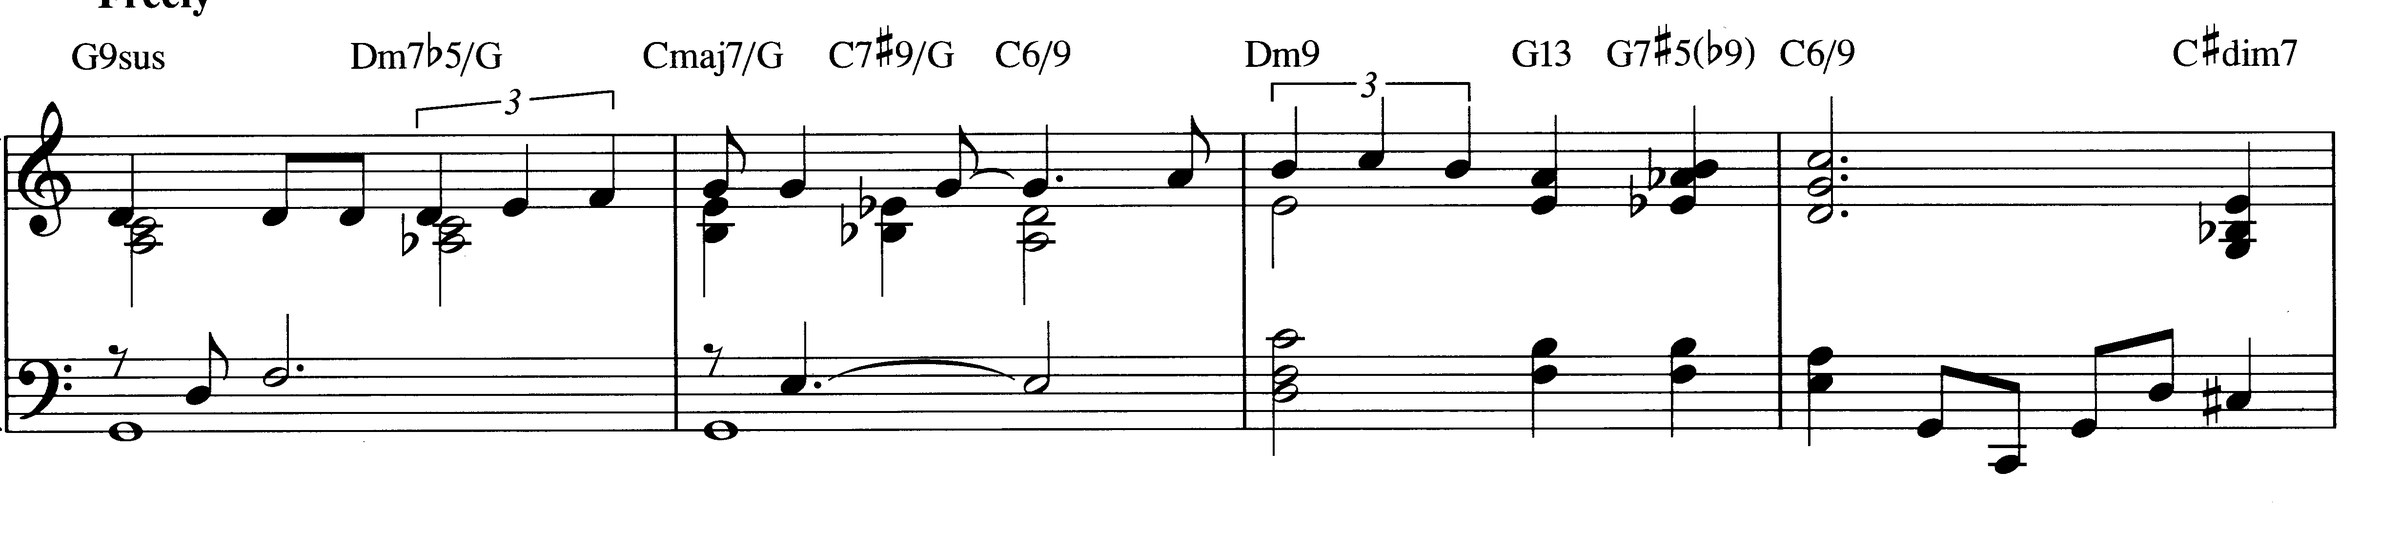 Freely
G9sus Dm7♭5/G Cmaj7/G C7♯9/G C6/9 Dm9 G13 G7♯5(♭9) C6/9 C♯dim7
3 3